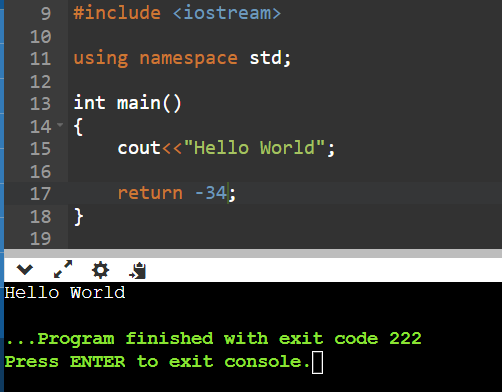 9 #include <iostream>
10
11 using namespace std;
12
13 int main()
14 {
15 cout<<"Hello World";
16
17 return -34;
18 }
19
Hello World
...Program finished with exit code 222
Press ENTER to exit console.